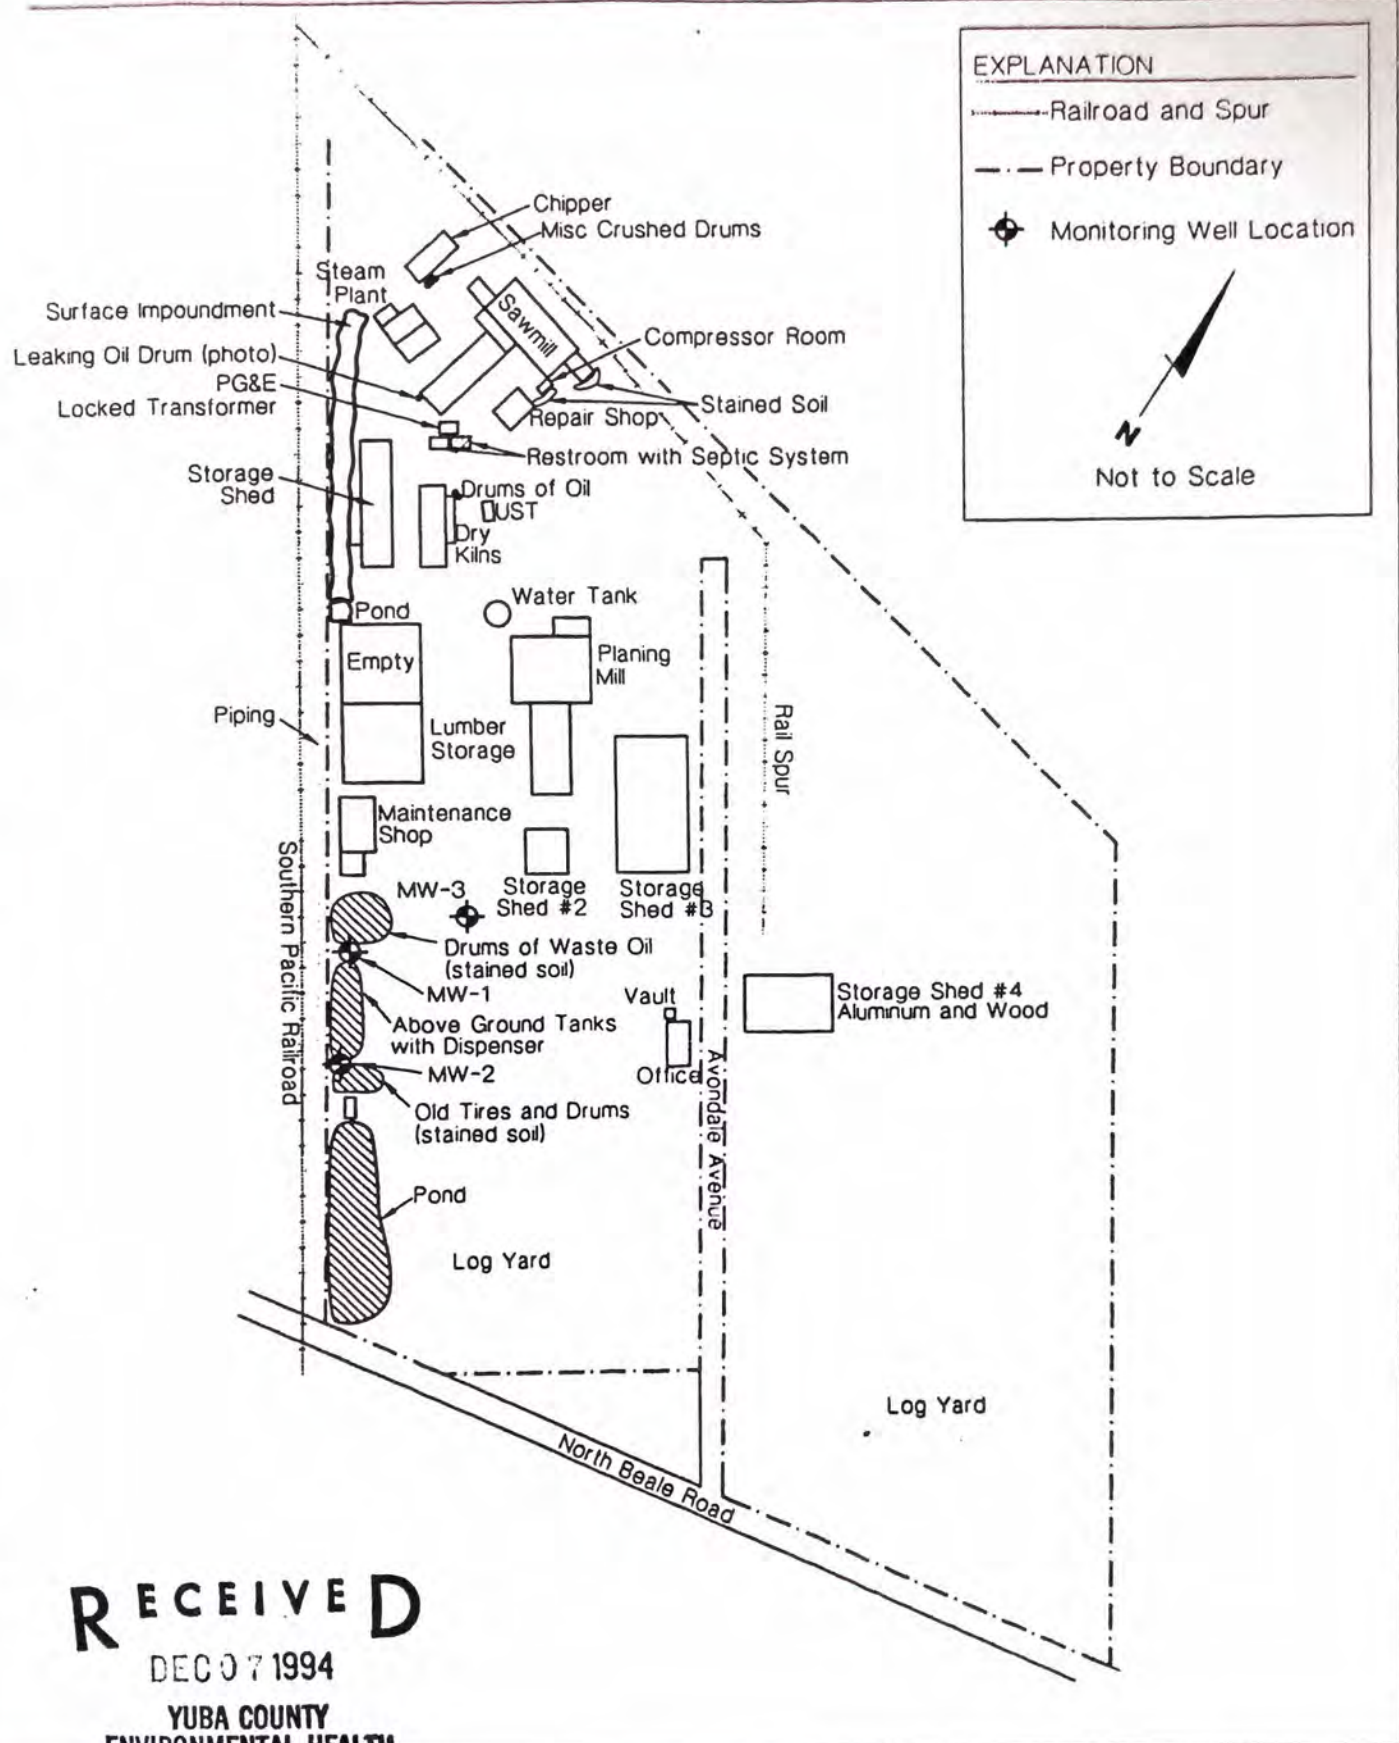 EXPLANATION
Railroad and Spur
Property Boundary
Monitoring Well Location
N
Not to Scale
Chipper
Misc Crushed Drums
Steam
Plant
Surface Impoundment
Sawmill
Compressor Room
Leaking Oil Drum (photo)
PG&E
Locked Transformer
Stained Soil
Repair Shop
Restroom with Septic System
Storage
Shed
Drums of Oil
UST
Dry
Kilns
Water Tank
Pond
Empty
Planing
Mill
Piping
Lumber
Storage
Rail Spur
Maintenance
Shop
Southern Pacific Railroad
MW-3
Storage
Shed #2
Storage
Shed #3
Drums of Waste Oil
(stained soil)
MW-1
Vault
Storage Shed #4
Aluminum and Wood
Above Ground Tanks
with Dispenser
MW-2
Office
Avondale Avenue
Old Tires and Drums
(stained soil)
Pond
Log Yard
Log Yard
North Beale Road
RECEIVED
DEC 07 1994
YUBA COUNTY
ENVIRONMENTAL HEALTH